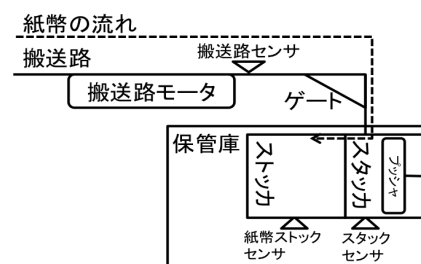 紙幣の流れ
搬送路
搬送路センサ
搬送路モータ
ゲート
保管庫
ストッカ
スタッカ
プッシャ
紙幣ストック
センサ
スタック
センサ